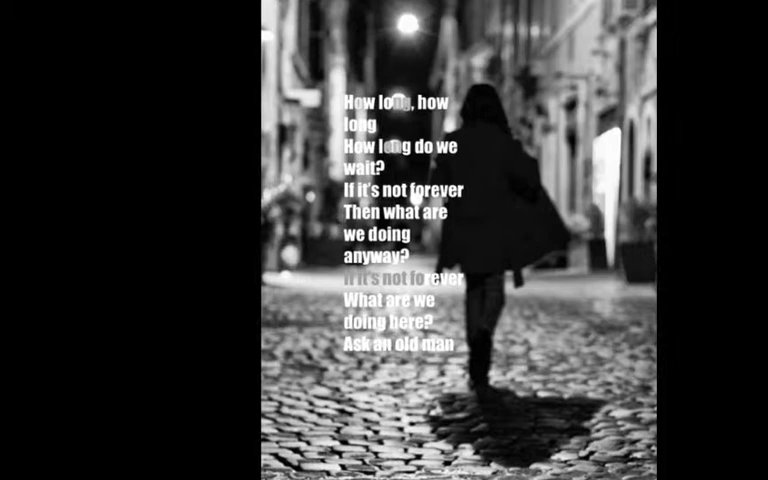 How long, how
long
How long do we
wait?
If it's not forever
Then what are
we doing
anyway?
If it's not forever
What are we
doing here?
Ask an old man